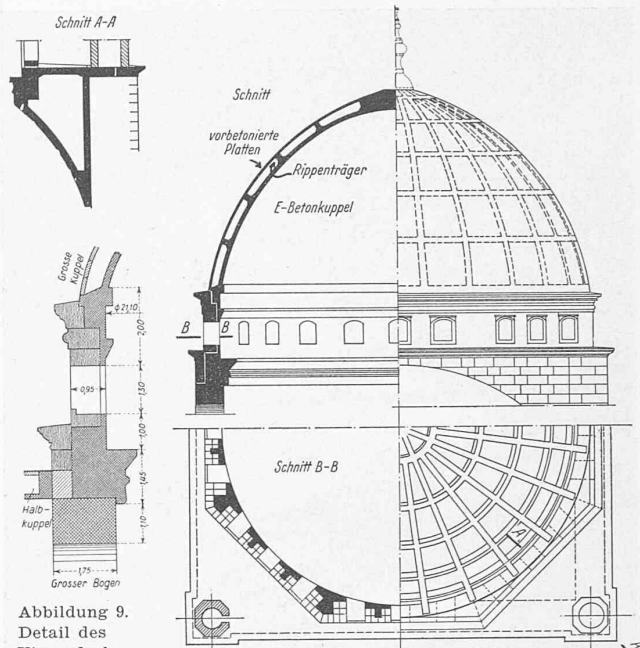 Schnitt A-A
Schnitt
vorbetonierte
Platten
Rippenträger
E-Betonkuppel
Grosse
Kuppel
⌀21,10
2,00
B B
0,95
1,30
1,00
1,45
Schnitt B-B
Halb-
kuppel
1,10
A
1,75
Grosser Bogen
Abbildung 9.
Detail des